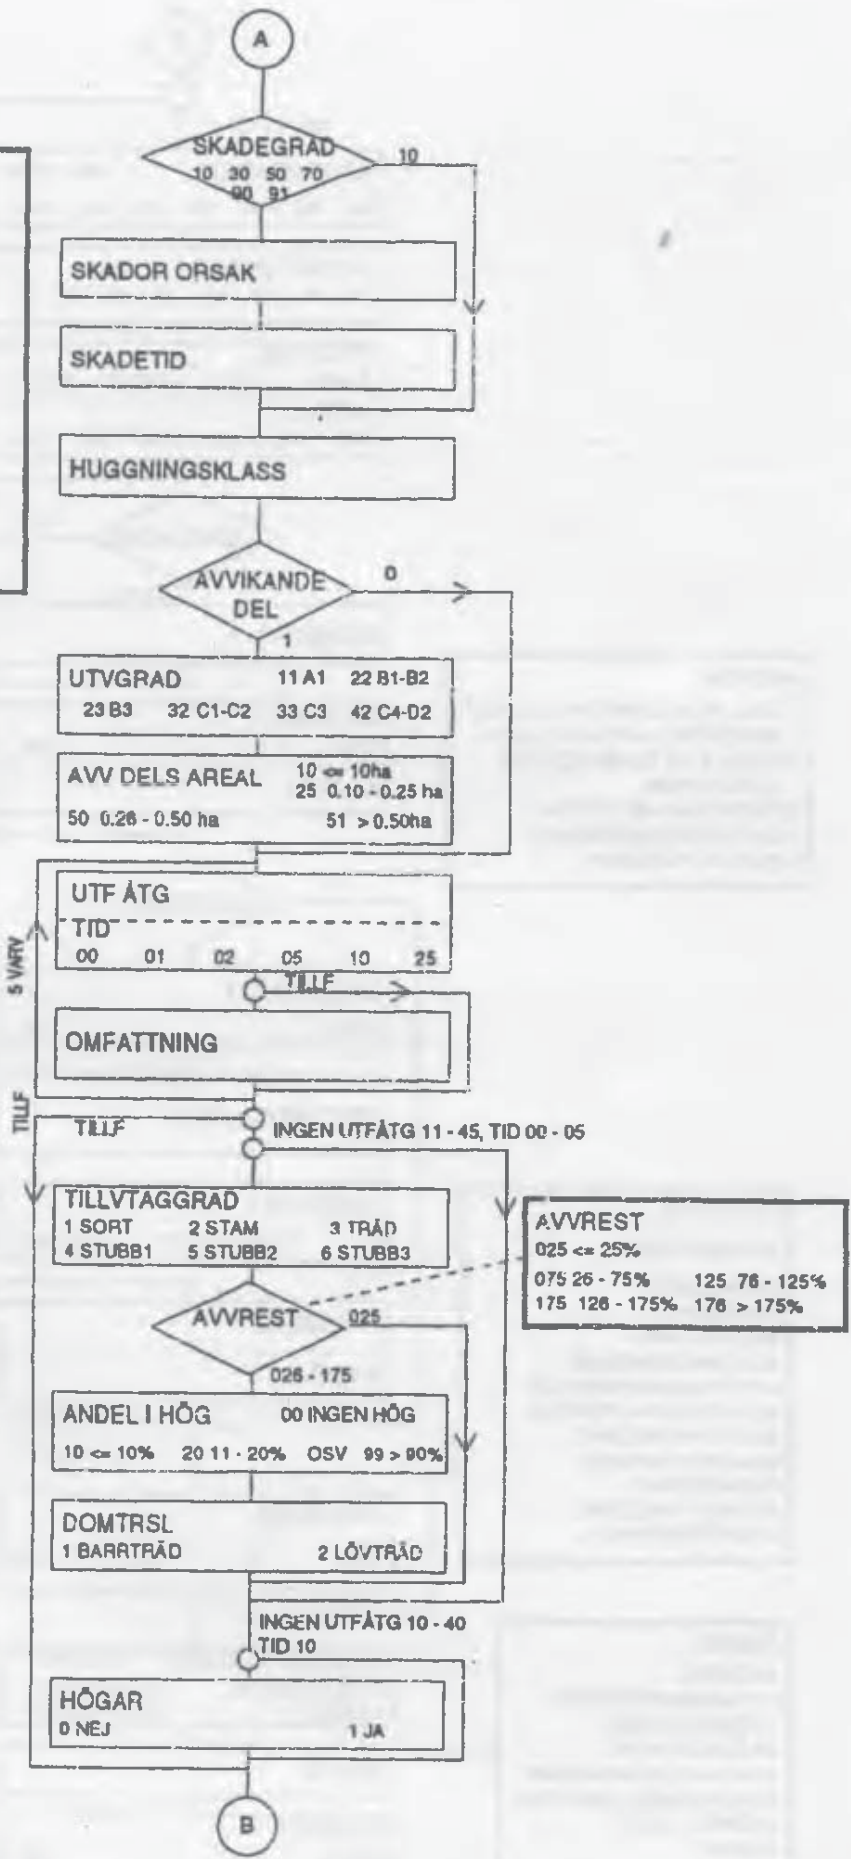 A
SKADEGRAD
10
10 30 50 70
90 91
SKADOR ORSAK
SKADETID
HUGGNINGSKLASS
AVVIKANDE
DEL
0
1
UTVGRAD 11 A1 22 B1-B2
23 B3 32 C1-C2 33 C3 42 C4-D2
AVV DELS AREAL 10 <= 10ha
25 0.10 - 0.25 ha
50 0.26 - 0.50 ha 51 > 0.50ha
UTF ÅTG
TID
00 01 02 05 10 25
5 VARV
TILLF
OMFATTNING
TILLF
TILLF
INGEN UTFÅTG 11 - 45, TID 00 - 05
TILLVTAGGRAD
1 SORT 2 STAM 3 TRÄD
4 STUBB1 5 STUBB2 6 STUBB3
AVVREST
025 <= 25%
075 26 - 75% 125 76 - 125%
175 126 - 175% 176 > 175%
AVVREST
025
026 - 175
ANDEL I HÖG 00 INGEN HÖG
10 <= 10% 20 11 - 20% OSV 99 > 90%
DOMTRSL
1 BARRTRÄD 2 LÖVTRÄD
INGEN UTFÅTG 10 - 40
TID 10
HÖGAR
0 NEJ 1 JA
B